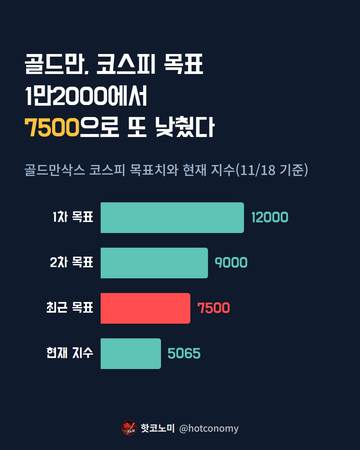 골드만, 코스피 목표
1만2000에서
7500으로 또 낮췄다
골드만삭스 코스피 목표치와 현재 지수(11/18 기준)
1차 목표 12000
2차 목표 9000
최근 목표 7500
현재 지수 5065
핫코노미 @hotconomy